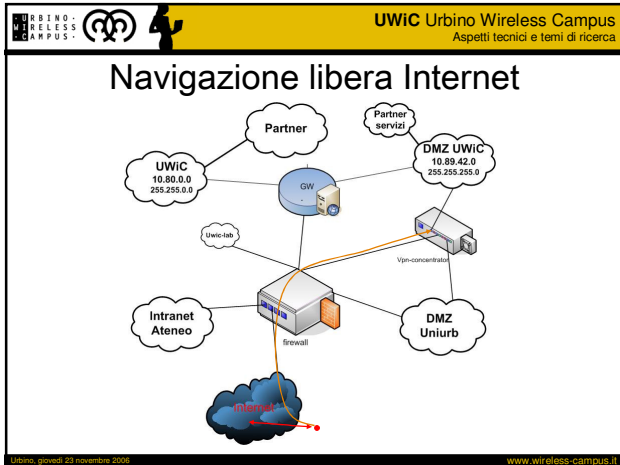 ·URBINO·
WIRELESS
·CAMPUS·
UWiC Urbino Wireless Campus
Aspetti tecnici e temi di ricerca
Navigazione libera Internet
Partner
Partner
servizi
UWiC
10.80.0.0
255.255.0.0
DMZ UWiC
10.89.42.0
255.255.255.0
GW
Uwic-lab
Vpn-concentrator
Intranet
Ateneo
firewall
DMZ
Uniurb
Internet
Urbino, giovedì 23 novembre 2006
www.wireless-campus.it